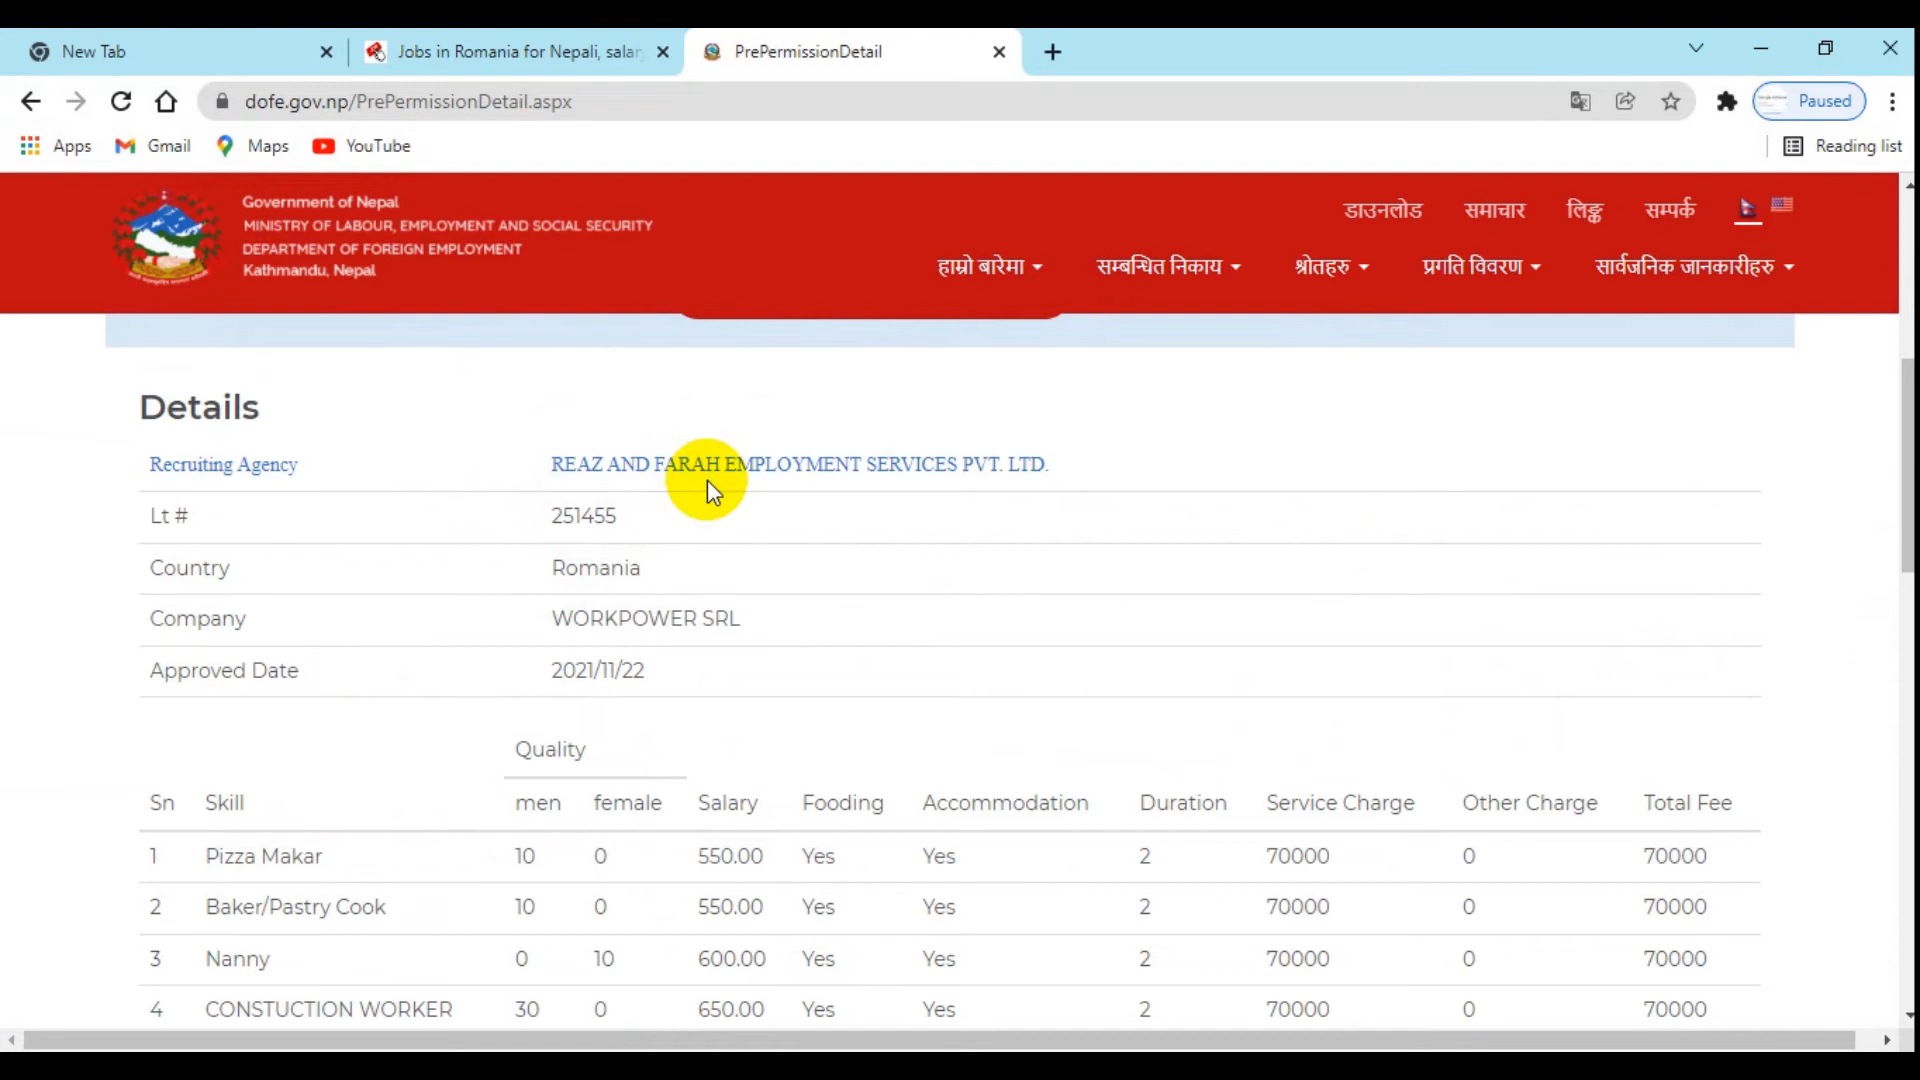 New Tab
Jobs in Romania for Nepali, salar
PrePermissionDetail
dofe.gov.np/PrePermissionDetail.aspx
Paused
Apps
Gmail
Maps
YouTube
Reading list
Government of Nepal
MINISTRY OF LABOUR, EMPLOYMENT AND SOCIAL SECURITY
DEPARTMENT OF FOREIGN EMPLOYMENT
Kathmandu, Nepal
डाउनलोड समाचार लिङ्क सम्पर्क
हाम्रो बारेमा सम्बन्धित निकाय श्रोतहरु प्रगति विवरण सार्वजनिक जानकारीहरु
Details
Recruiting Agency REAZ AND FARAH EMPLOYMENT SERVICES PVT. LTD.
Lt # 251455
Country Romania
Company WORKPOWER SRL
Approved Date 2021/11/22
Quality
Sn Skill men female Salary Fooding Accommodation Duration Service Charge Other Charge Total Fee
1 Pizza Makar 10 0 550.00 Yes Yes 2 70000 0 70000
2 Baker/Pastry Cook 10 0 550.00 Yes Yes 2 70000 0 70000
3 Nanny 0 10 600.00 Yes Yes 2 70000 0 70000
4 CONSTUCTION WORKER 30 0 650.00 Yes Yes 2 70000 0 70000